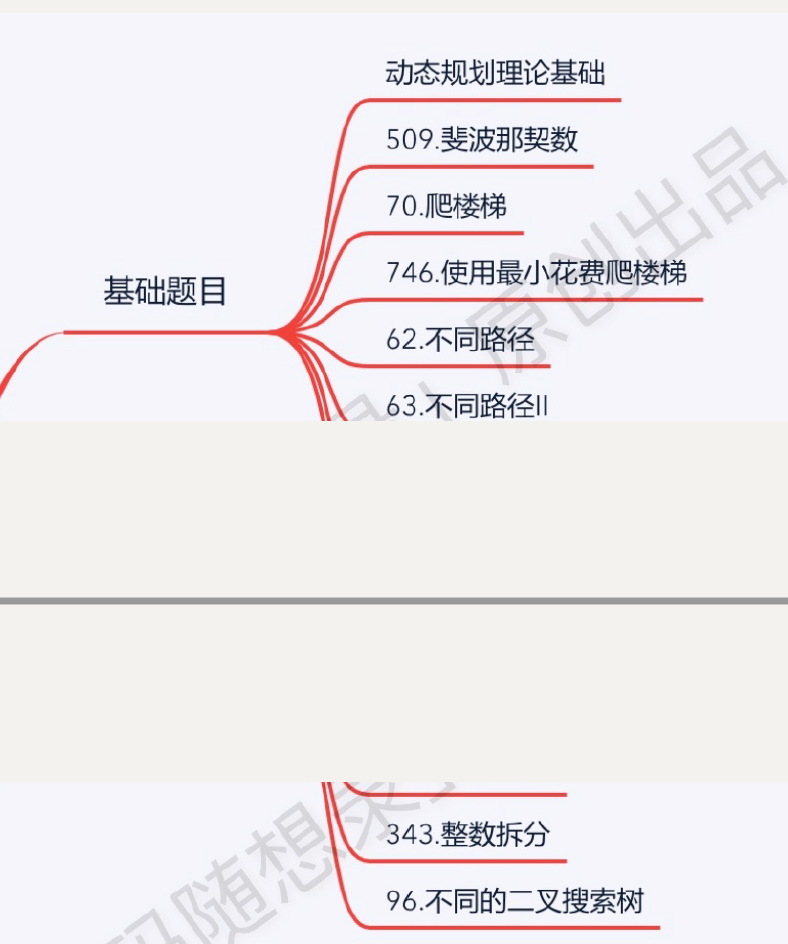 动态规划理论基础
509.斐波那契数
70.爬楼梯
746.使用最小花费爬楼梯
基础题目
62.不同路径
63.不同路径II
343.整数拆分
96.不同的二叉搜索树
原创出品
码随想录